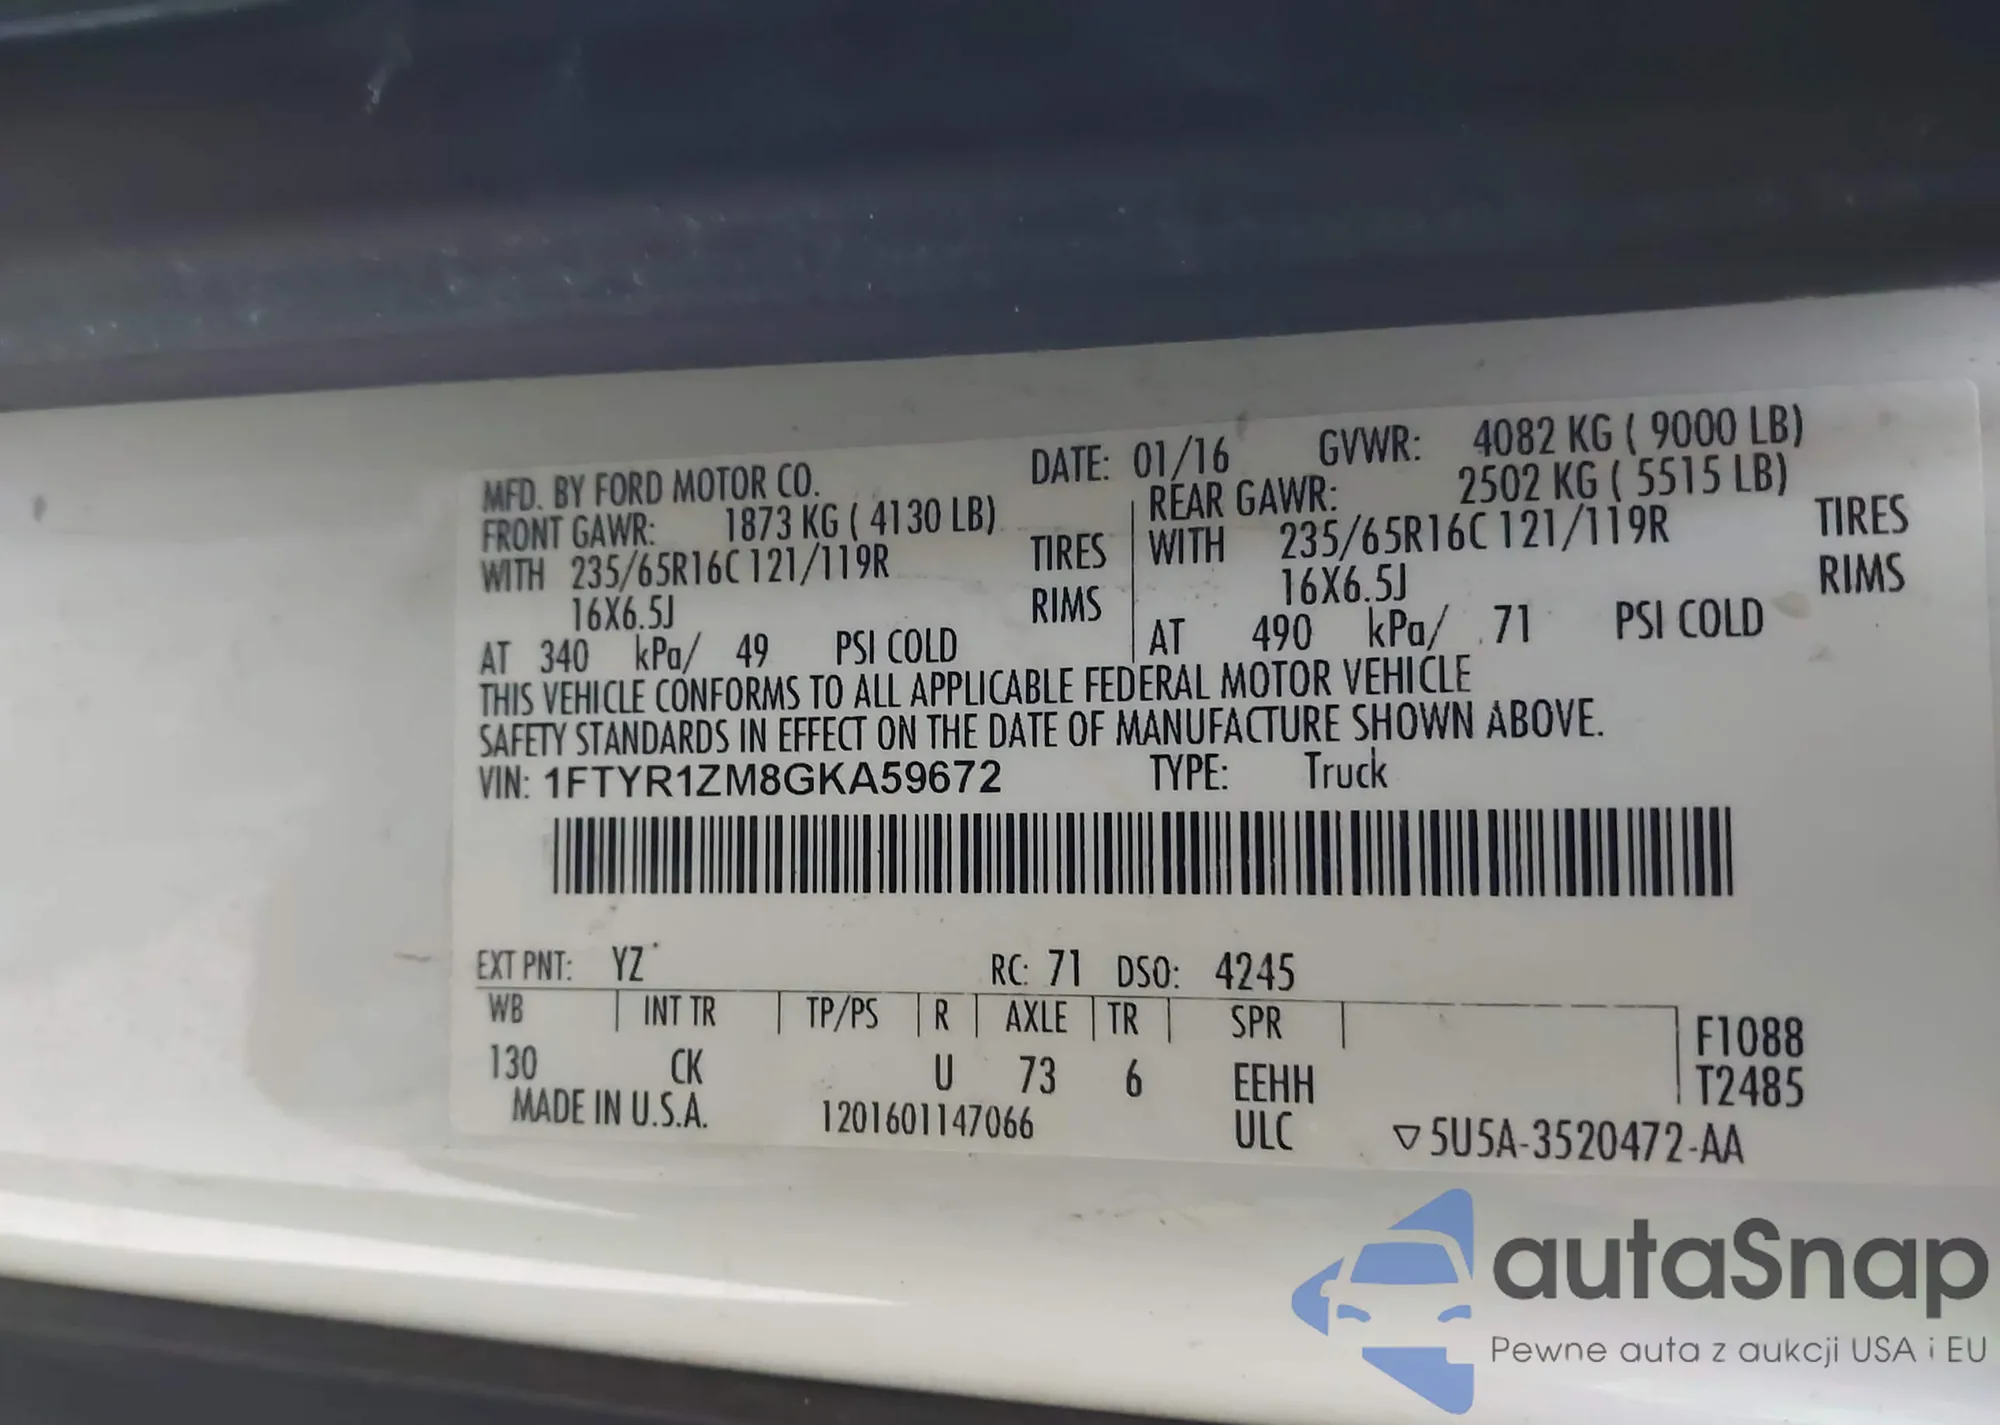 MFD. BY FORD MOTOR CO. DATE: 01/16 GVWR: 4082 KG ( 9000 LB)
FRONT GAWR: 1873 KG ( 4130 LB) REAR GAWR: 2502 KG ( 5515 LB)
WITH 235/65R16C 121/119R TIRES WITH 235/65R16C 121/119R TIRES
16X6.5J RIMS 16X6.5J RIMS
AT 340 kPa/ 49 PSI COLD AT 490 kPa/ 71 PSI COLD
THIS VEHICLE CONFORMS TO ALL APPLICABLE FEDERAL MOTOR VEHICLE
SAFETY STANDARDS IN EFFECT ON THE DATE OF MANUFACTURE SHOWN ABOVE.
VIN: 1FTYR1ZM8GKA59672 TYPE: Truck
EXT PNT: YZ RC: 71 DSO: 4245
WB INT TR TP/PS R AXLE TR SPR F1088
130 CK U 73 6 EEHH T2485
MADE IN U.S.A. 1201601147066 ULC ▽5U5A-3520472-AA
autaSnap
Pewne auta z aukcji USA i EU